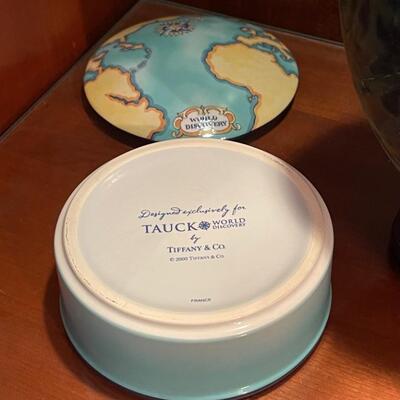 WORLD
DISCOVERY
Designed exclusively for
TAUCK WORLD DISCOVERY
by
TIFFANY & CO.
© 2000 TIFFANY & CO.
FRANCE